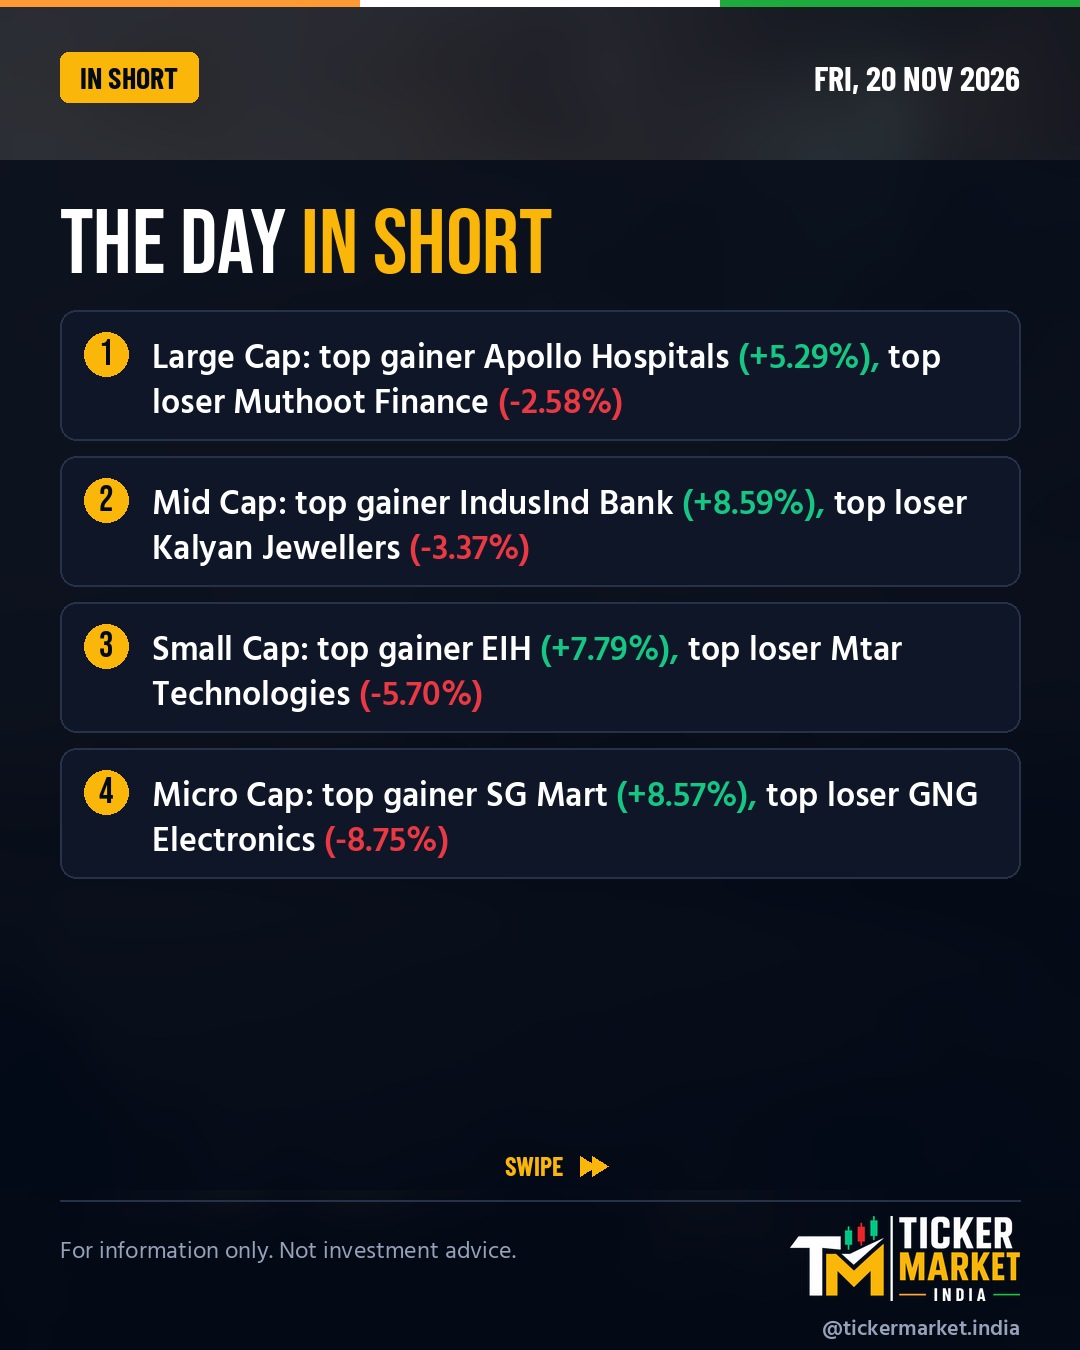 IN SHORT
FRI, 20 NOV 2026
THE DAY IN SHORT
1
Large Cap: top gainer Apollo Hospitals (+5.29%), top
loser Muthoot Finance (-2.58%)
2
Mid Cap: top gainer IndusInd Bank (+8.59%), top loser
Kalyan Jewellers (-3.37%)
3
Small Cap: top gainer EIH (+7.79%), top loser Mtar
Technologies (-5.70%)
4
Micro Cap: top gainer SG Mart (+8.57%), top loser GNG
Electronics (-8.75%)
SWIPE
For information only. Not investment advice.
TM
TICKER
MARKET
INDIA
@tickermarket.india